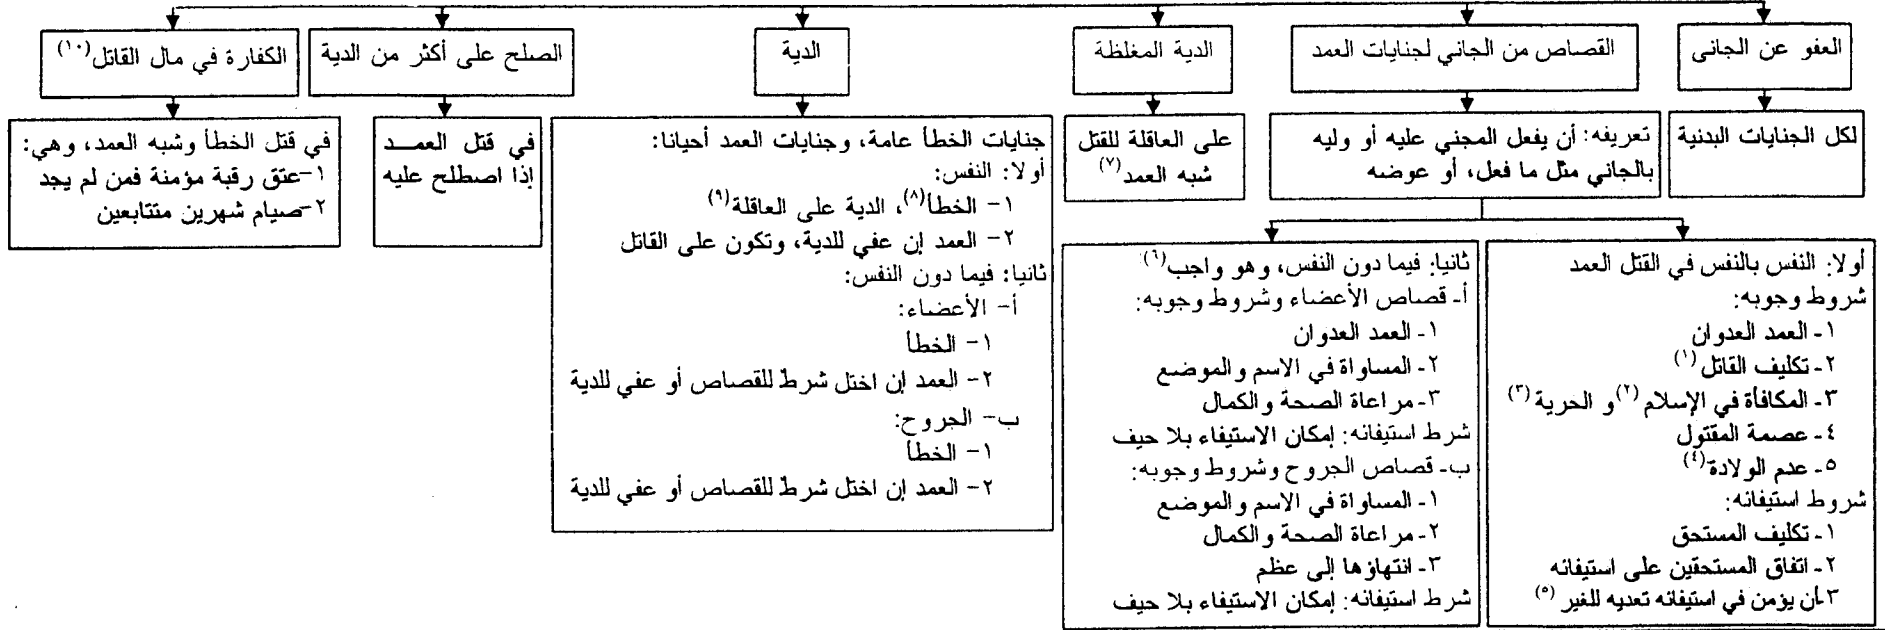 العفو عن الجانى
القصاص من الجاني لجنايات العمد
الدية المغلظة
الدية
الصلح على أكثر من الدية
الكفارة في مال القاتل(١٠)
لكل الجنايات البدنية
تعريفه: أن يفعل المجني عليه أو وليه
بالجاني مثل ما فعل، أو عوضه
على العاقلة للقتل
شبه العمد(٧)
جنايات الخطأ عامة، وجنايات العمد أحيانا:
أولا: النفس:
١- الخطأ(٨)، الدية على العاقلة(٩)
٢- العمد إن عفي للدية، وتكون على القاتل
ثانيا: فيما دون النفس:
أ- الأعضاء:
١- الخطأ
٢- العمد إن اختل شرط للقصاص أو عفي للدية
ب- الجروح:
١- الخطأ
٢- العمد إن اختل شرط للقصاص أو عفي للدية
في قتل العمـد
إذا اصطلح عليه
في قتل الخطأ وشبه العمد، وهي:
١-عتق رقبة مؤمنة فمن لم يجد
٢-صيام شهرين متتابعين
أولا: النفس بالنفس في القتل العمد
شروط وجوبه:
١- العمد العدوان
٢- تكليف القاتل(١)
٣- المكافأة في الإسلام(٢) و الحرية(٣)
٤- عصمة المقتول
٥- عدم الولادة(٤)
شروط استيفائه:
١- تكليف المستحق
٢- اتفاق المستحقين على استيفائه
٣.أن يؤمن في استيفائه تعديه للغير(٥)
ثانيا: فيما دون النفس، وهو واجب(٦)
أ- قصاص الأعضاء وشروط وجوبه:
١- العمد العدوان
٢- المساواة في الاسم والموضع
٣- مراعاة الصحة والكمال
شرط استيفائه: إمكان الاستيفاء بلا حيف
ب- قصاص الجروح وشروط وجوبه:
١- المساواة في الاسم والموضع
٢- مراعاة الصحة والكمال
٣- انتهاؤها إلى عظم
شرط استيفائه: إمكان الاستيفاء بلا حيف